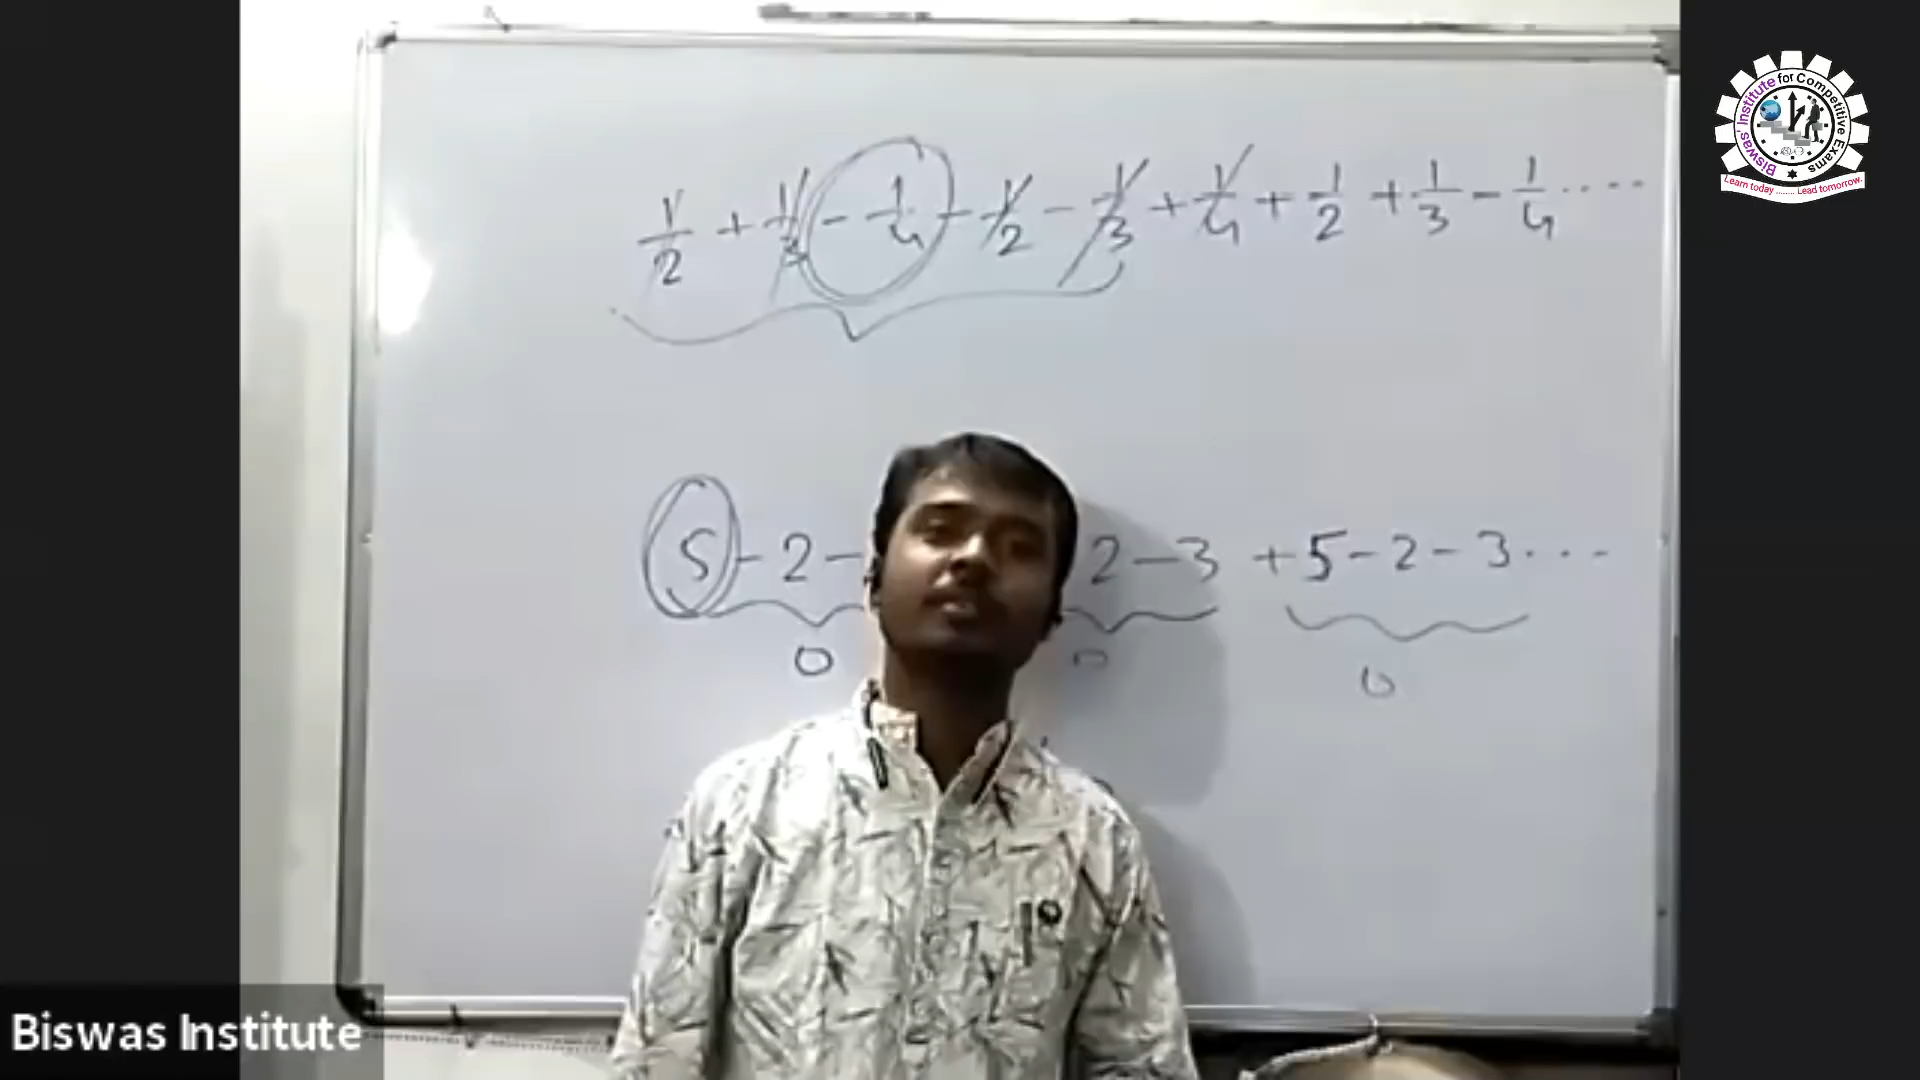 Biswas' Institute for Competitive Exams
Learn today ........ Lead tomorrow.
1/2 + 1/3 - 1/4 - 1/2 - 1/3 + 1/4 + 1/2 + 1/3 - 1/4 .....
5 - 2 - 2 - 3 + 5 - 2 - 3 ...
0 0 0
Biswas Institute